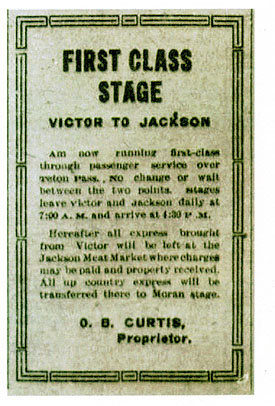 FIRST CLASS
STAGE
VICTOR TO JACKSON
Am now running first-class
through passenger service over
Teton Pass. No change or wait
between the two points. Stages
leave Victor and Jackson daily at
7:00 A. M. and arrive at 4:30 P. M.
Hereafter all express brought
from Victor will be left at the
Jackson Meat Market where charges
may be paid and property received.
All up country express will be
transferred there to Moran stage.
O. B. CURTIS,
Proprietor.